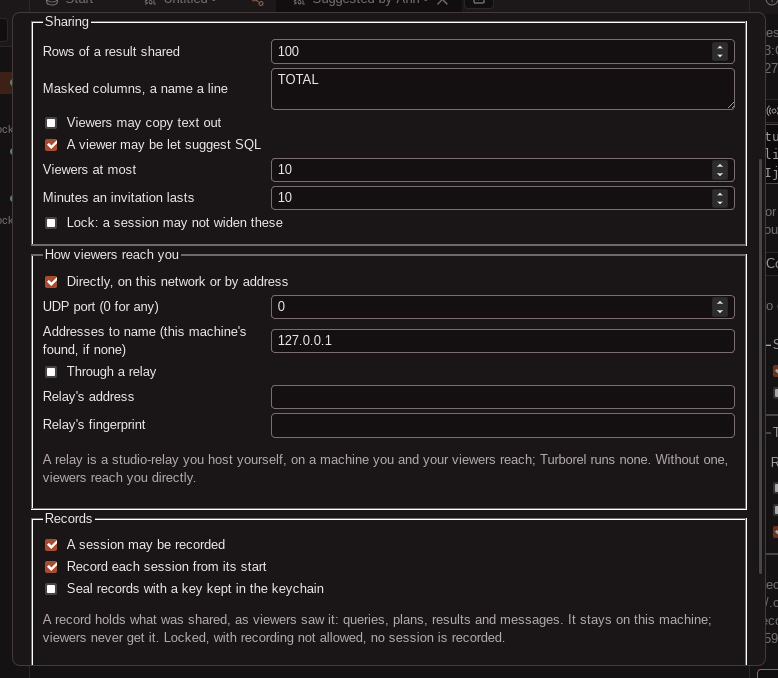 Start
Untitled
Sharing
Rows of a result shared
100
Masked columns, a name a line
TOTAL
Viewers may copy text out
A viewer may be let suggest SQL
Viewers at most
10
Minutes an invitation lasts
10
Lock: a session may not widen these
How viewers reach you
Directly, on this network or by address
UDP port (0 for any)
0
Addresses to name (this machine's
found, if none)
127.0.0.1
Through a relay
Relay's address
Relay's fingerprint
A relay is a studio-relay you host yourself, on a machine you and your viewers reach; Turborel runs none. Without one,
viewers reach you directly.
Records
A session may be recorded
Record each session from its start
Seal records with a key kept in the keychain
A record holds what was shared, as viewers saw it: queries, plans, results and messages. It stays on this machine;
viewers never get it. Locked, with recording not allowed, no session is recorded.